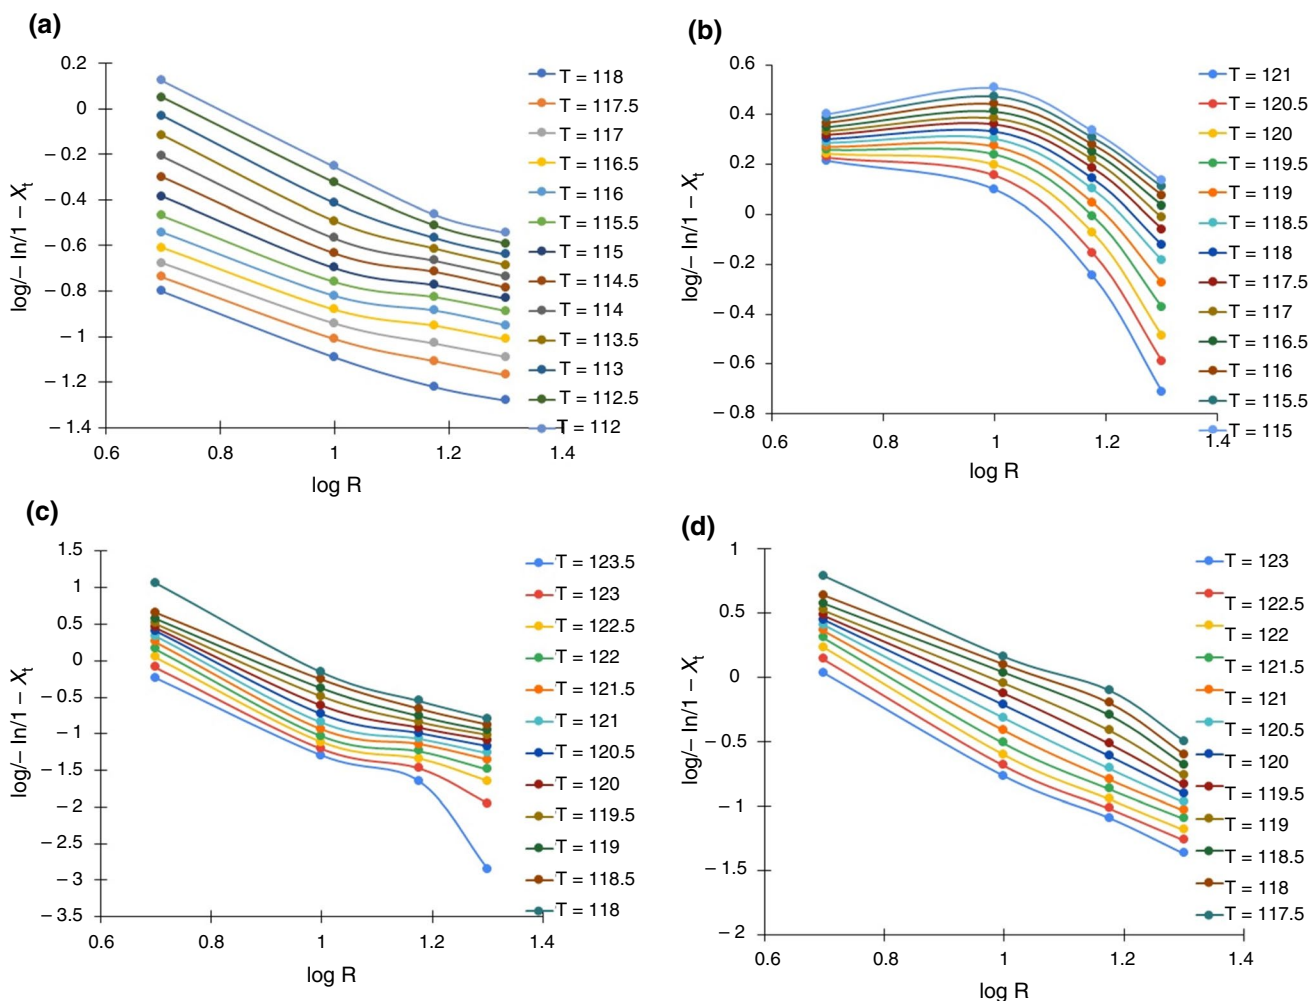 (a)
log/– ln/1 – Xt
0.2
0
– 0.2
– 0.4
– 0.6
– 0.8
– 1
– 1.2
– 1.4
0.6
0.8
1
1.2
1.4
log R
T = 118
T = 117.5
T = 117
T = 116.5
T = 116
T = 115.5
T = 115
T = 114.5
T = 114
T = 113.5
T = 113
T = 112.5
T = 112
(b)
log/– ln/1 – Xt
0.6
0.4
0.2
0
– 0.2
– 0.4
– 0.6
– 0.8
0.6
0.8
1
1.2
1.4
log R
T = 121
T = 120.5
T = 120
T = 119.5
T = 119
T = 118.5
T = 118
T = 117.5
T = 117
T = 116.5
T = 116
T = 115.5
T = 115
(c)
log/– ln/1 – Xt
1.5
1
0.5
0
– 0.5
– 1
– 1.5
– 2
– 2.5
– 3
– 3.5
0.6
0.8
1
1.2
1.4
log R
T = 123.5
T = 123
T = 122.5
T = 122
T = 121.5
T = 121
T = 120.5
T = 120
T = 119.5
T = 119
T = 118.5
T = 118
(d)
log/– ln/1 – Xt
1
0.5
0
– 0.5
– 1
– 1.5
– 2
0.6
0.8
1
1.2
1.4
log R
T = 123
T = 122.5
T = 122
T = 121.5
T = 121
T = 120.5
T = 120
T = 119.5
T = 119
T = 118.5
T = 118
T = 117.5